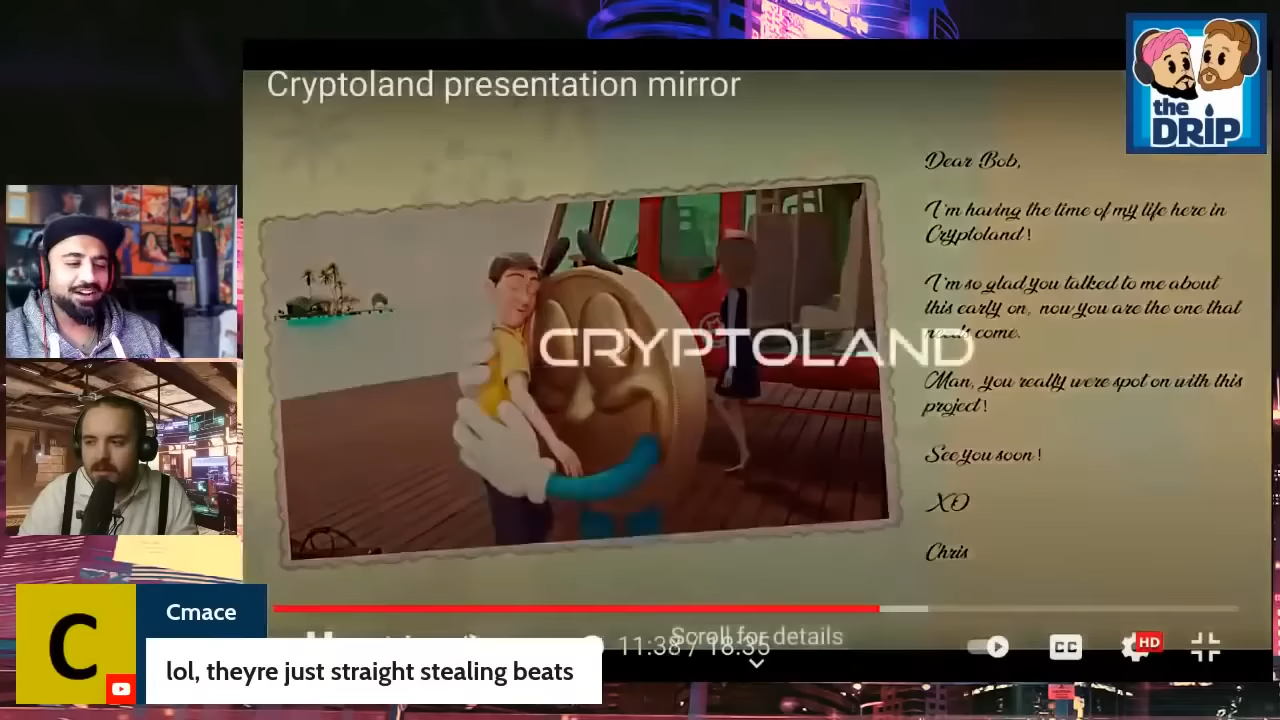 Cryptoland presentation mirror
the
DRIP
Dear Bob,
I'm having the time of my life here in
Cryptoland!
I'm so glad you talked to me about
this early on, now you are the one that
needs come.
CRYPTOLAND
Man, you really were spot on with this
project!
See you soon!
XO
Chris
11:38 / 18:35
Scroll for details
CC
HD
C
Cmace
lol, theyre just straight stealing beats